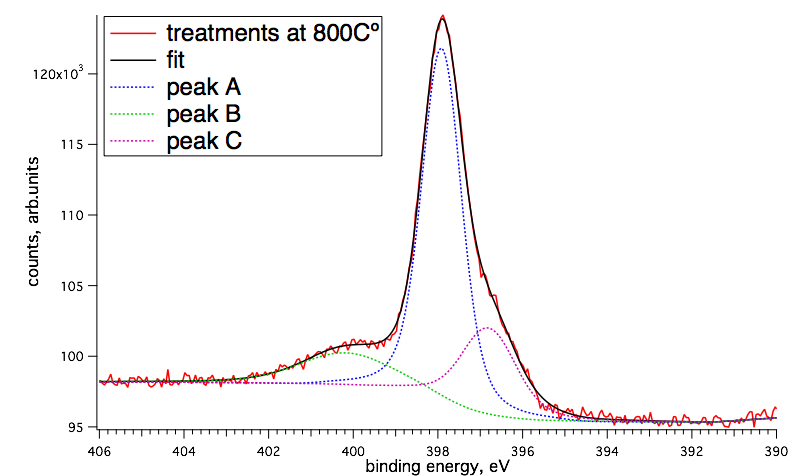 treatments at 800Cº
fit
peak A
peak B
peak C
120x10³
115
110
105
100
95
counts, arb.units
406 404 402 400 398 396 394 392 390
binding energy, eV